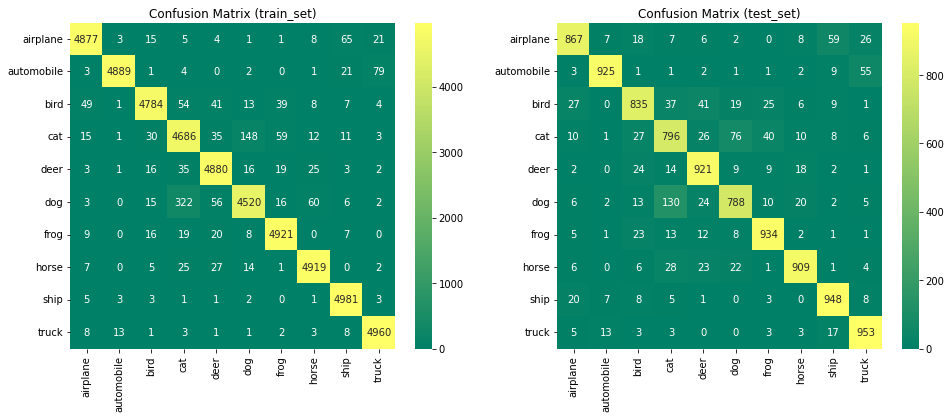 Confusion Matrix (train_set)
airplane 4877 3 15 5 4 1 1 8 65 21
automobile 3 4889 1 4 0 2 0 1 21 79
bird 49 1 4784 54 41 13 39 8 7 4
cat 15 1 30 4686 35 148 59 12 11 3
deer 3 1 16 35 4880 16 19 25 3 2
dog 3 0 15 322 56 4520 16 60 6 2
frog 9 0 16 19 20 8 4921 0 7 0
horse 7 0 5 25 27 14 1 4919 0 2
ship 5 3 3 1 1 2 0 1 4981 3
truck 8 13 1 3 1 1 2 3 8 4960
airplane automobile bird cat deer dog frog horse ship truck
4000
3000
2000
1000
0
Confusion Matrix (test_set)
airplane 867 7 18 7 6 2 0 8 59 26
automobile 3 925 1 1 2 1 1 2 9 55
bird 27 0 835 37 41 19 25 6 9 1
cat 10 1 27 796 26 76 40 10 8 6
deer 2 0 24 14 921 9 9 18 2 1
dog 6 2 13 130 24 788 10 20 2 5
frog 5 1 23 13 12 8 934 2 1 1
horse 6 0 6 28 23 22 1 909 1 4
ship 20 7 8 5 1 0 3 0 948 8
truck 5 13 3 3 0 0 3 3 17 953
airplane automobile bird cat deer dog frog horse ship truck
800
600
400
200
0